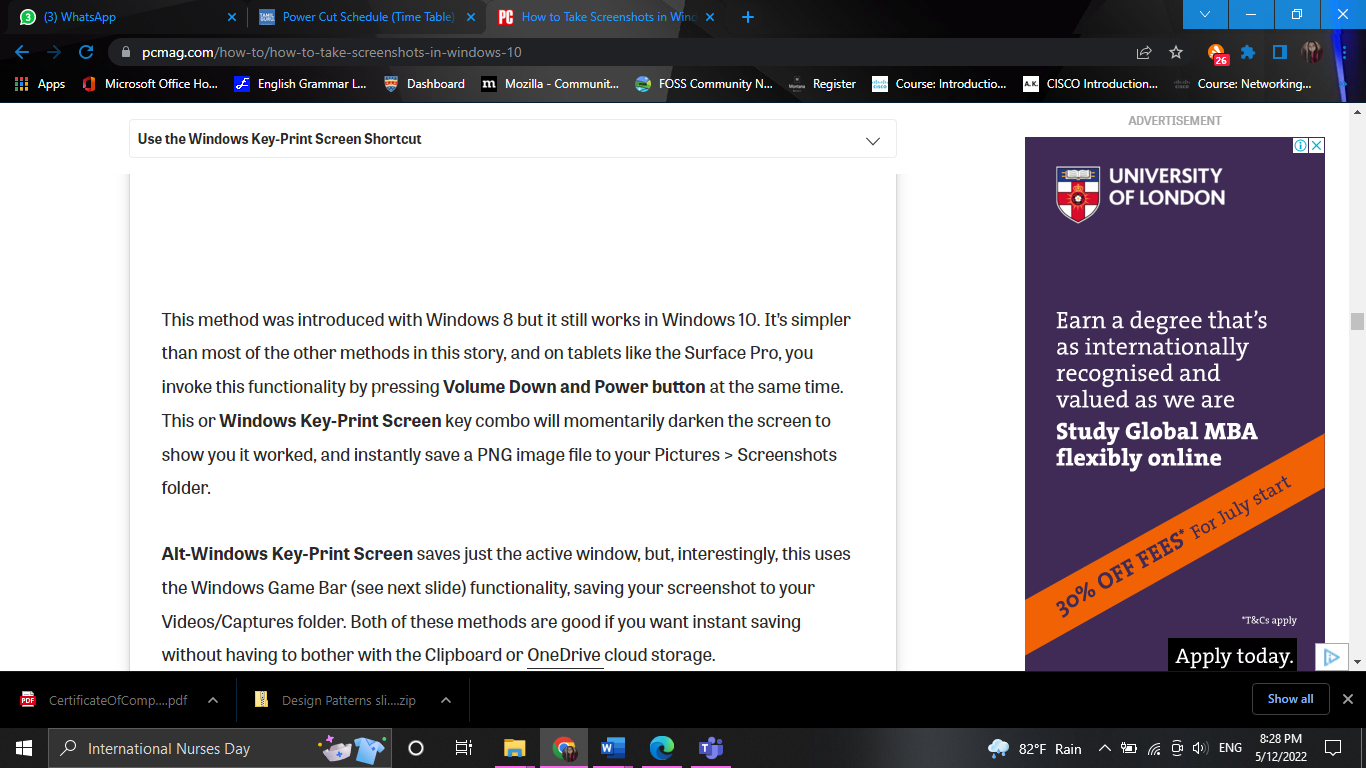 3
(3) WhatsApp
Power Cut Schedule (Time Table)
PC
How to Take Screenshots in Wind
pcmag.com/how-to/how-to-take-screenshots-in-windows-10
26
Apps
Microsoft Office Ho...
English Grammar L...
Dashboard
m
Mozilla - Communit...
FOSS Community N...
Register
Course: Introductio...
A.K.
CISCO Introduction...
Course: Networking...
Use the Windows Key-Print Screen Shortcut
This method was introduced with Windows 8 but it still works in Windows 10. It's simpler
than most of the other methods in this story, and on tablets like the Surface Pro, you
invoke this functionality by pressing Volume Down and Power button at the same time.
This or Windows Key-Print Screen key combo will momentarily darken the screen to
show you it worked, and instantly save a PNG image file to your Pictures > Screenshots
folder.
Alt-Windows Key-Print Screen saves just the active window, but, interestingly, this uses
the Windows Game Bar (see next slide) functionality, saving your screenshot to your
Videos/Captures folder. Both of these methods are good if you want instant saving
without having to bother with the Clipboard or OneDrive cloud storage.
ADVERTISEMENT
UNIVERSITY
OF LONDON
Earn a degree that's
as internationally
recognised and
valued as we are
Study Global MBA
flexibly online
30% OFF FEES* For July start
*T&Cs apply
Apply today.
PDF
CertificateOfComp....pdf
Design Patterns sli....zip
Show all
International Nurses Day
82°F Rain
ENG
8:28 PM
5/12/2022